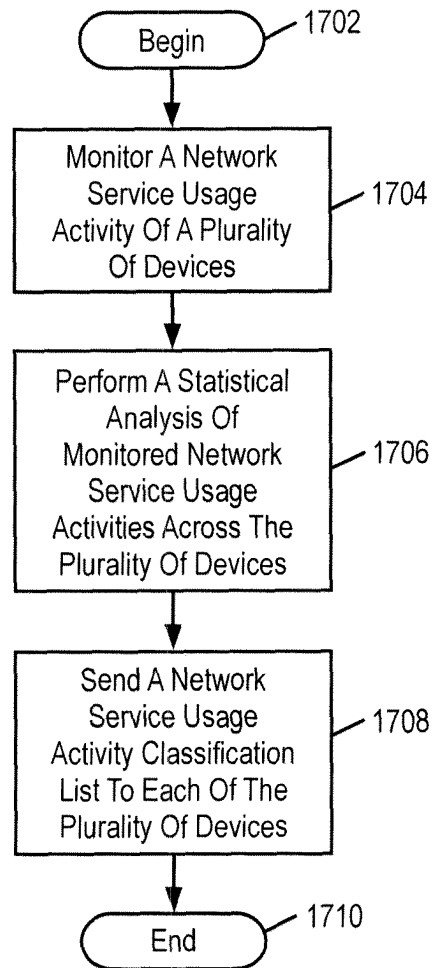 Begin
1702
Monitor A Network
Service Usage
Activity Of A Plurality
Of Devices
1704
Perform A Statistical
Analysis Of
Monitored Network
Service Usage
Activities Across The
Plurality Of Devices
1706
Send A Network
Service Usage
Activity Classification
List To Each Of The
Plurality Of Devices
1708
End
1710